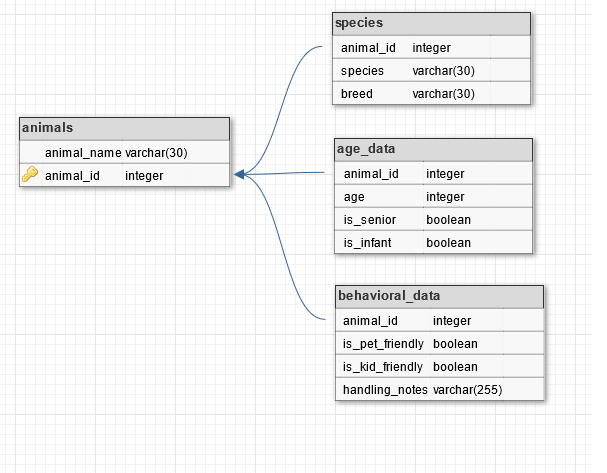 species
animal_id integer
species varchar(30)
breed varchar(30)
animals
animal_name varchar(30)
animal_id integer
age_data
animal_id integer
age integer
is_senior boolean
is_infant boolean
behavioral_data
animal_id integer
is_pet_friendly boolean
is_kid_friendly boolean
handling_notes varchar(255)